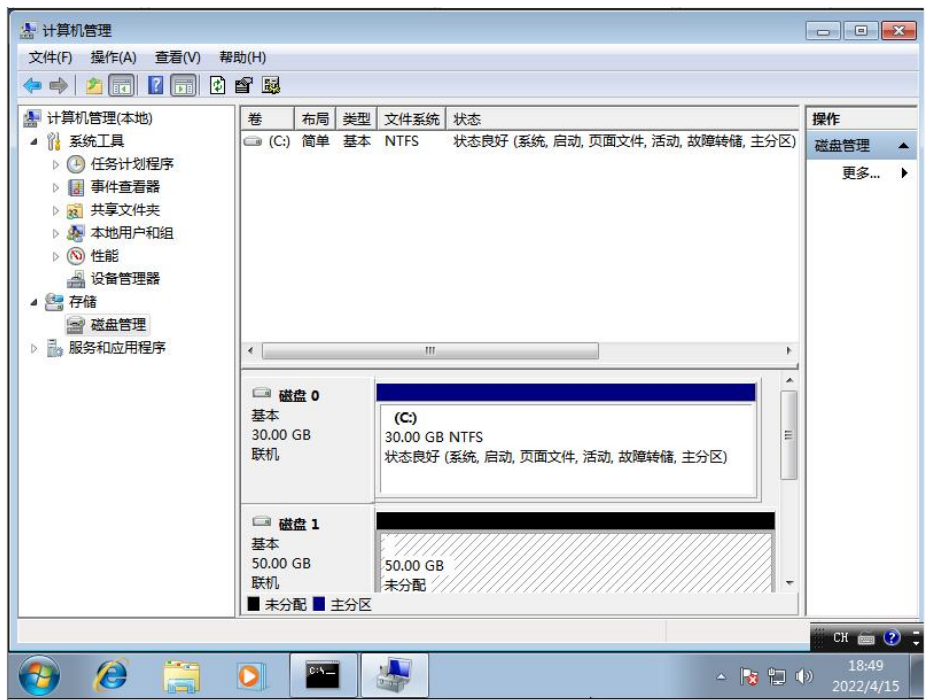 计算机管理
文件(F) 操作(A) 查看(V) 帮助(H)
计算机管理(本地)
系统工具
任务计划程序
事件查看器
共享文件夹
本地用户和组
性能
设备管理器
存储
磁盘管理
服务和应用程序
卷 布局 类型 文件系统 状态
(C:) 简单 基本 NTFS 状态良好 (系统, 启动, 页面文件, 活动, 故障转储, 主分区)
磁盘 0
基本
30.00 GB
联机
(C:)
30.00 GB NTFS
状态良好 (系统, 启动, 页面文件, 活动, 故障转储, 主分区)
磁盘 1
基本
50.00 GB
联机
50.00 GB
未分配
未分配 主分区
操作
磁盘管理
更多...
CH
C:\_
18:49
2022/4/15